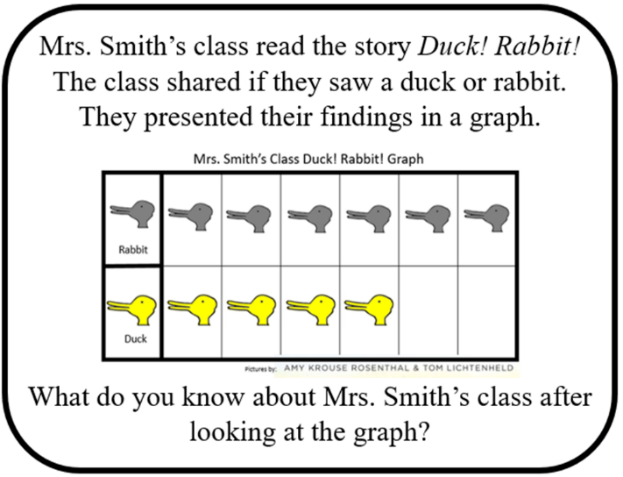 Mrs. Smith’s class read the story Duck! Rabbit!
The class shared if they saw a duck or rabbit.
They presented their findings in a graph.
Mrs. Smith’s Class Duck! Rabbit! Graph
Rabbit
Duck
Pictures by: AMY KROUSE ROSENTHAL & TOM LICHTENHELD
What do you know about Mrs. Smith’s class after
looking at the graph?